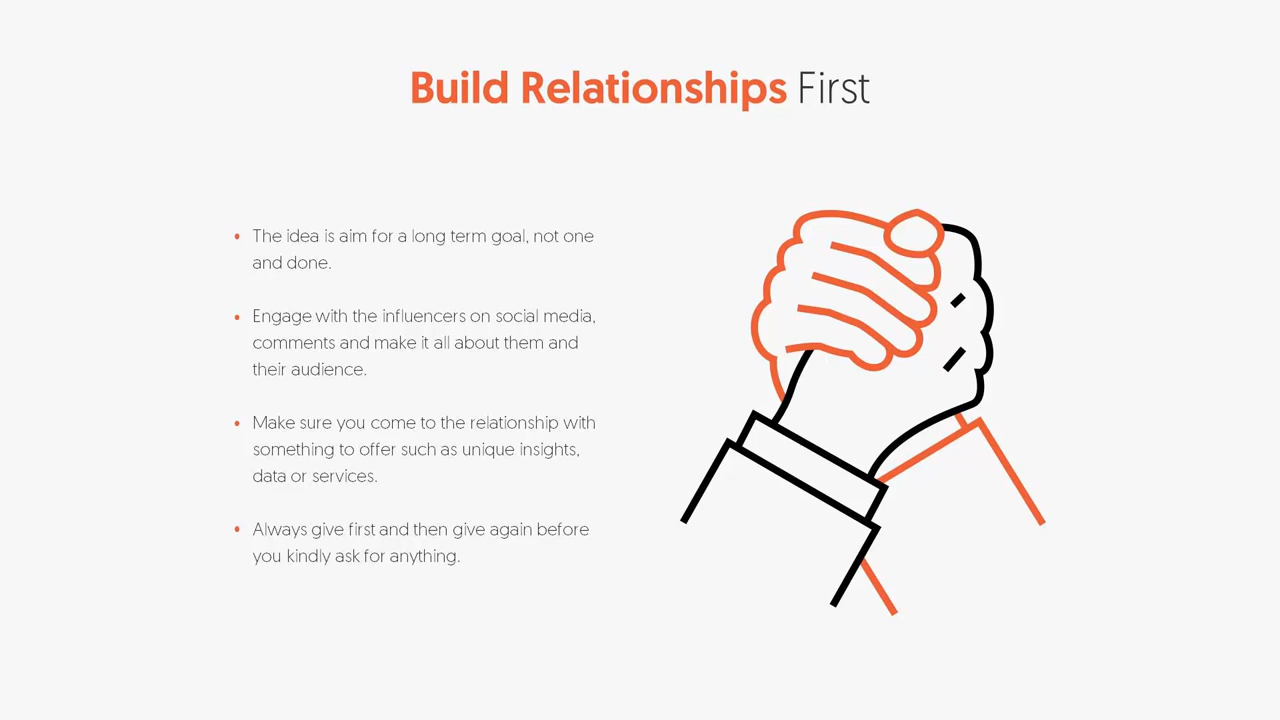 Build Relationships First
The idea is aim for a long term goal, not one
and done.
Engage with the influencers on social media,
comments and make it all about them and
their audience.
Make sure you come to the relationship with
something to offer such as unique insights,
data or services.
Always give first and then give again before
you kindly ask for anything.